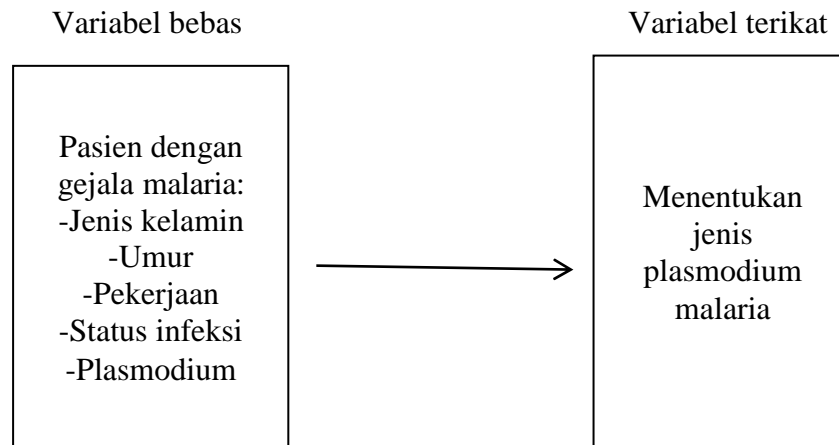 Variabel bebas
Variabel terikat
Pasien dengan
gejala malaria:
-Jenis kelamin
-Umur
-Pekerjaan
-Status infeksi
-Plasmodium
Menentukan
jenis
plasmodium
malaria